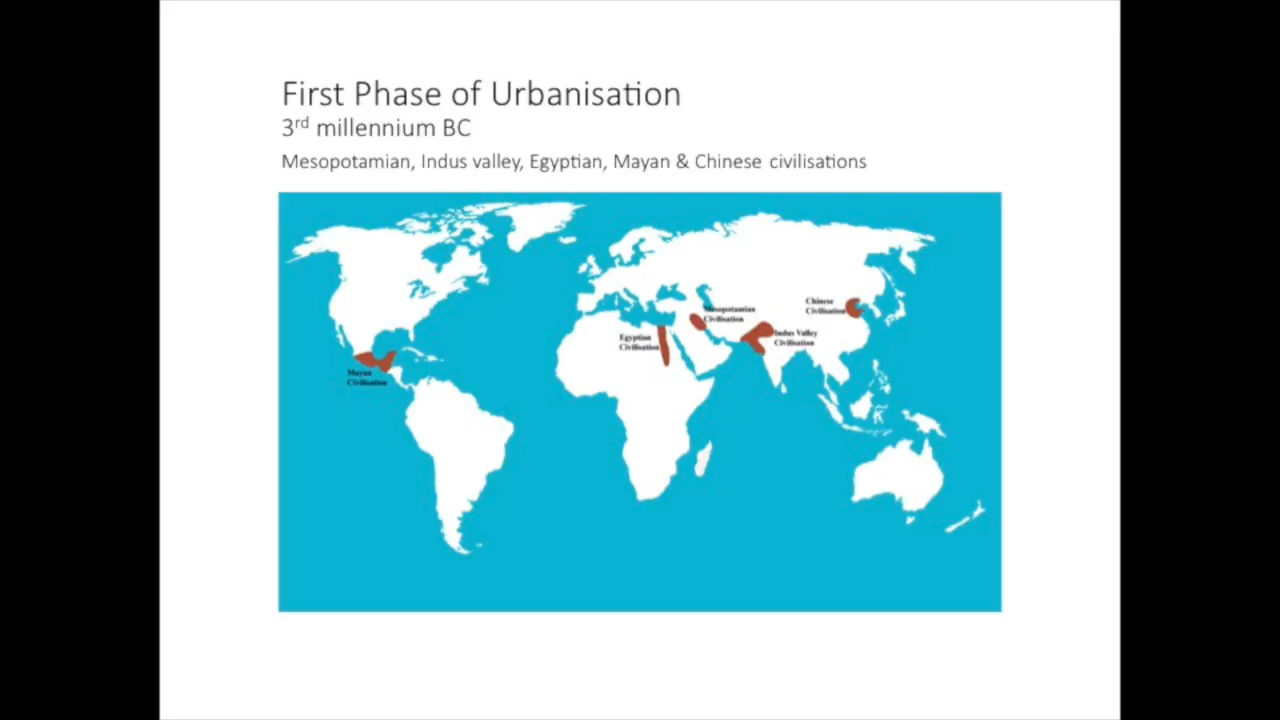 First Phase of Urbanisation
3rd millennium BC
Mesopotamian, Indus valley, Egyptian, Mayan & Chinese civilisations
Chinese
Civilisation
Mesopotamian
Civilisation
Egyptian
Civilisation
Indus Valley
Civilisation
Mayan
Civilisation